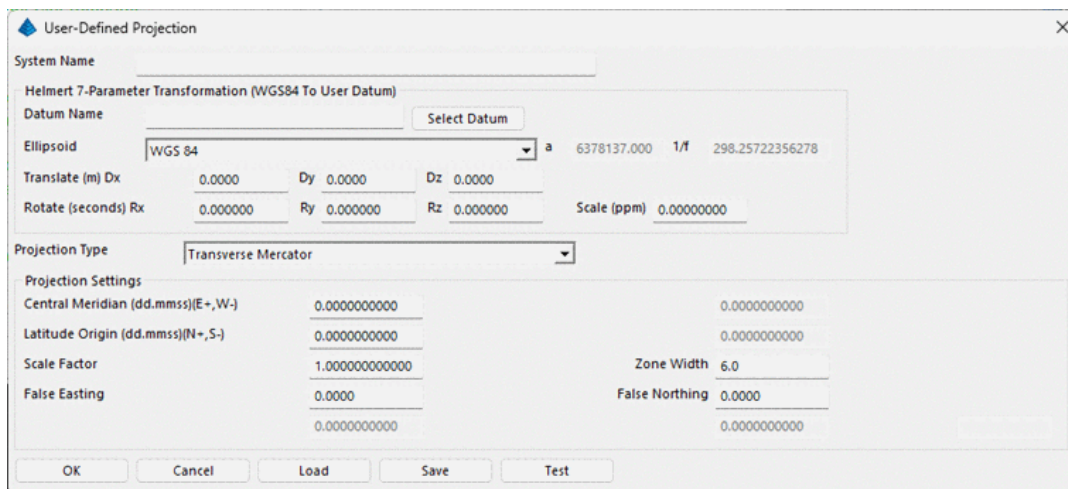 User-Defined Projection
System Name
Helmert 7-Parameter Transformation (WGS84 To User Datum)
Datum Name Select Datum
Ellipsoid WGS 84 a 6378137.000 1/f 298.25722356278
Translate (m) Dx 0.0000 Dy 0.0000 Dz 0.0000
Rotate (seconds) Rx 0.000000 Ry 0.000000 Rz 0.000000 Scale (ppm) 0.00000000
Projection Type Transverse Mercator
Projection Settings
Central Meridian (dd.mmss)(E+,W-) 0.0000000000 0.0000000000
Latitude Origin (dd.mmss)(N+,S-) 0.0000000000 0.0000000000
Scale Factor 1.000000000000 Zone Width 6.0
False Easting 0.0000 False Northing 0.0000
0.0000000000 0.0000000000
OK Cancel Load Save Test